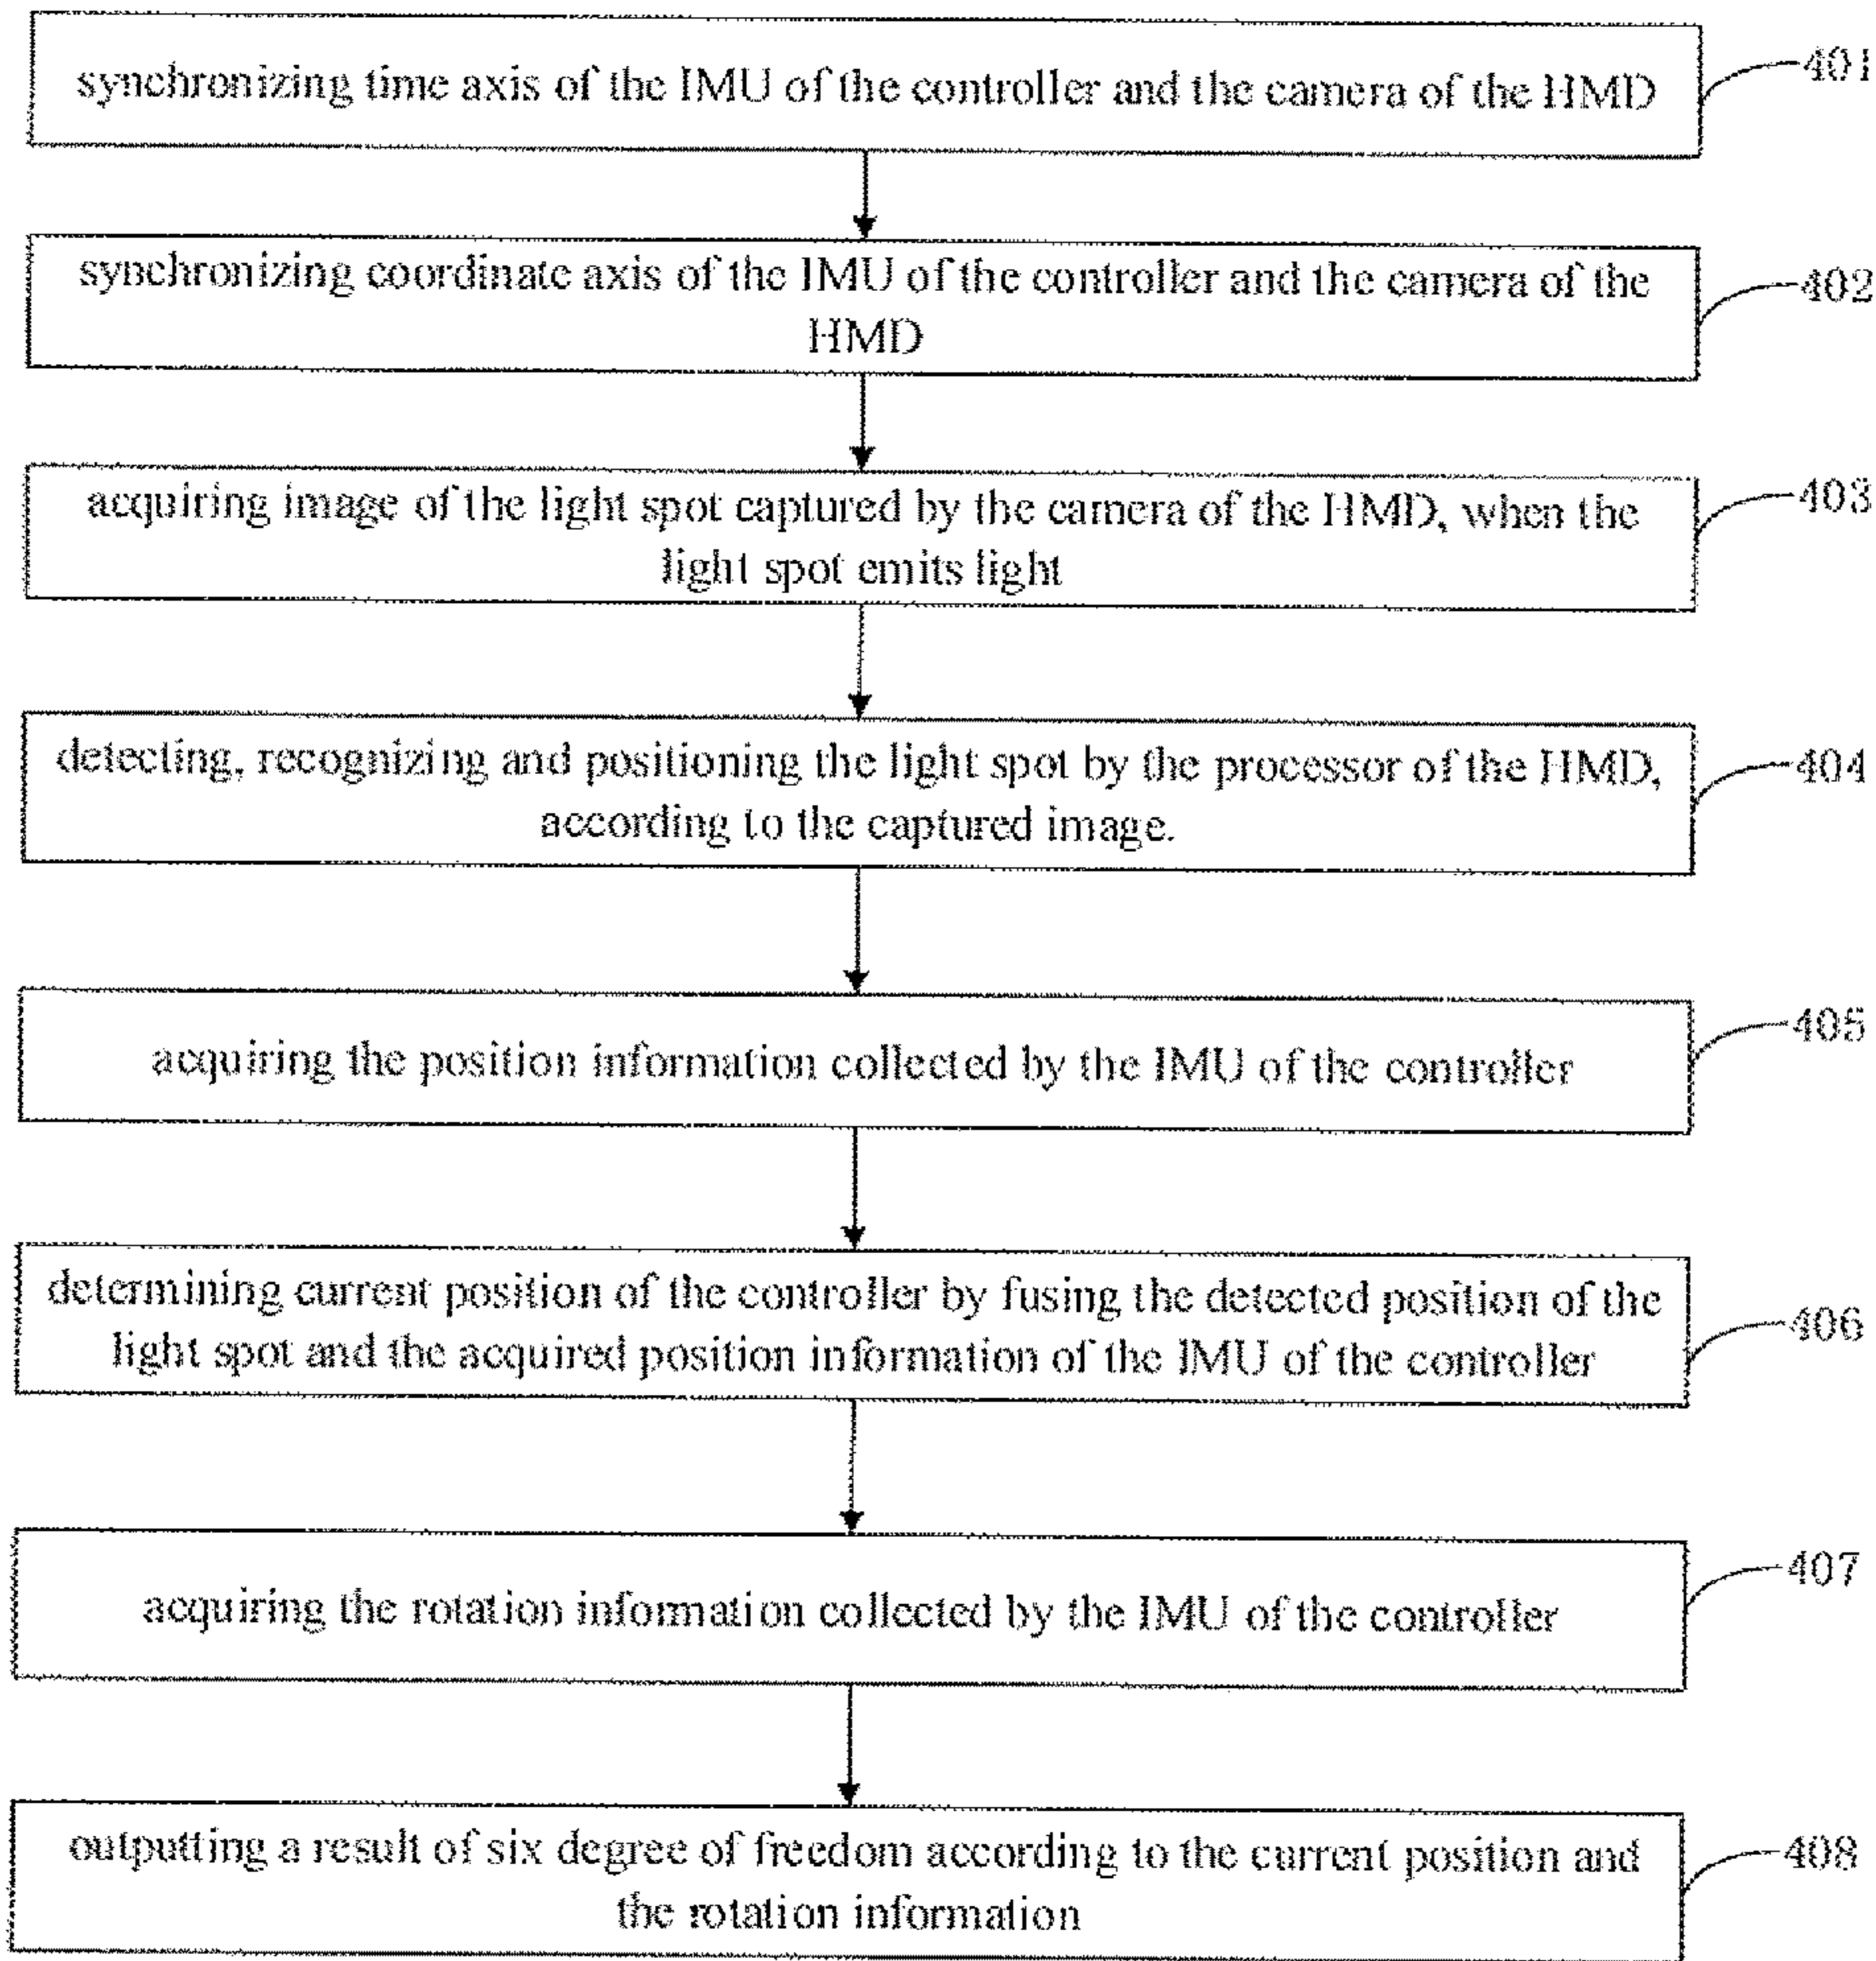 synchronizing time axis of the IMU of the controller and the camera of the HMD
401
synchronizing coordinate axis of the IMU of the controller and the camera of the
HMD
402
acquiring image of the light spot captured by the camera of the HMD, when the
light spot emits light
403
detecting, recognizing and positioning the light spot by the processor of the HMD,
according to the captured image.
404
acquiring the position information collected by the IMU of the controller
405
determining current position of the controller by fusing the detected position of the
light spot and the acquired position information of the IMU of the controller
406
acquiring the rotation information collected by the IMU of the controller
407
outputting a result of six degree of freedom according to the current position and
the rotation information
408